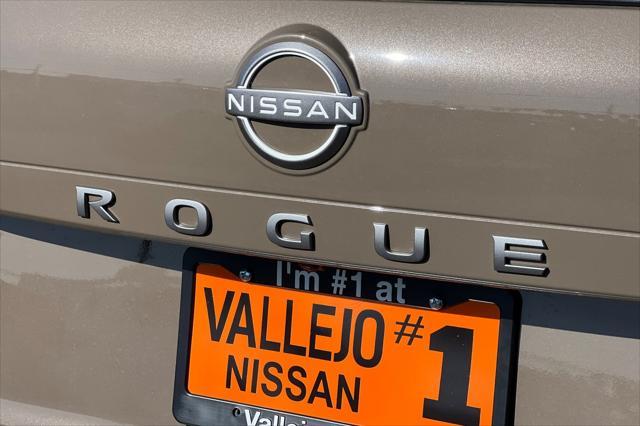 NISSAN
ROGUE
I'm #1 at
VALLEJO #1
NISSAN